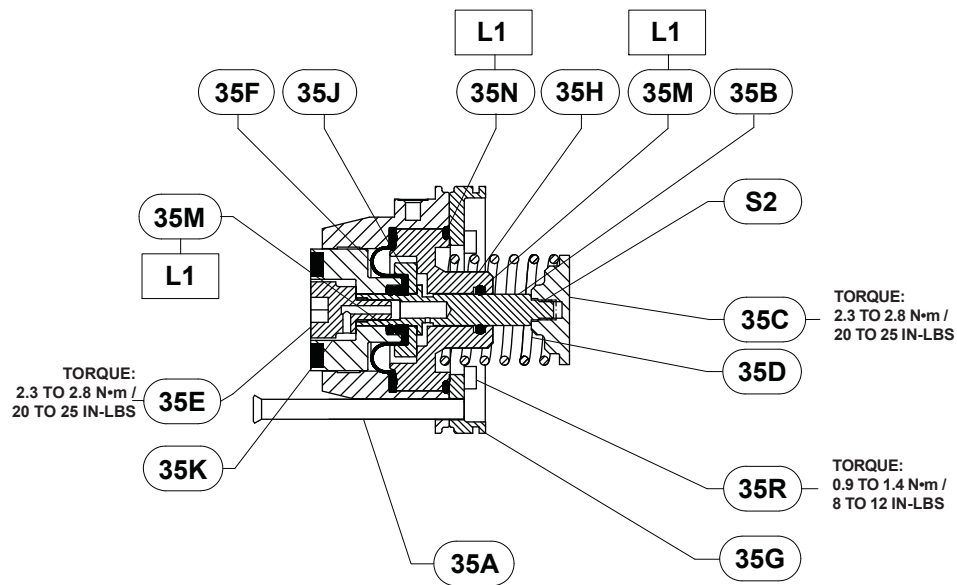 L1
L1
35F
35J
35N
35H
35M
35B
35M
S2
L1
35C
TORQUE:
2.3 TO 2.8 N•m /
20 TO 25 IN-LBS
35D
TORQUE:
2.3 TO 2.8 N•m /
20 TO 25 IN-LBS
35E
35K
35R
TORQUE:
0.9 TO 1.4 N•m /
8 TO 12 IN-LBS
35G
35A